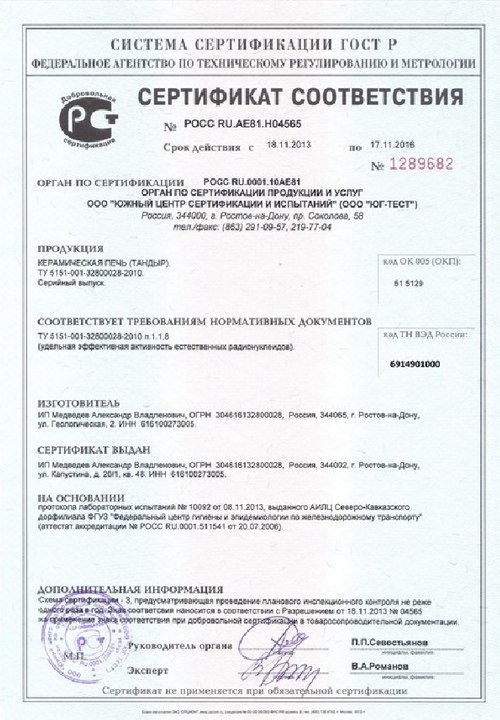 СИСТЕМА СЕРТИФИКАЦИИ ГОСТ Р
ФЕДЕРАЛЬНОЕ АГЕНТСТВО ПО ТЕХНИЧЕСКОМУ РЕГУЛИРОВАНИЮ И МЕТРОЛОГИИ
Добровольная
сертификация
СЕРТИФИКАТ СООТВЕТСТВИЯ
№ РОСС RU.АЕ81.Н04565
Срок действия с 18.11.2013 по 17.11.2016
№ 1289682
ОРГАН ПО СЕРТИФИКАЦИИ РОСС RU.0001.10АЕ81
ОРГАН ПО СЕРТИФИКАЦИИ ПРОДУКЦИИ И УСЛУГ
ООО "ЮЖНЫЙ ЦЕНТР СЕРТИФИКАЦИИ И ИСПЫТАНИЙ" (ООО "ЮГ-ТЕСТ")
Россия, 344000, г. Ростов-на-Дону, пр. Соколова, 58
тел./факс: (863) 291-09-57, 219-77-04
ПРОДУКЦИЯ
КЕРАМИЧЕСКАЯ ПЕЧЬ (ТАНДЫР).
ТУ 5151-001-32800028-2010.
Серийный выпуск.
код ОК 005 (ОКП):
51 5129
СООТВЕТСТВУЕТ ТРЕБОВАНИЯМ НОРМАТИВНЫХ ДОКУМЕНТОВ
ТУ 5151-001-32800028-2010 п.1.1.8
(удельная эффективная активность естественных радионуклеидов).
код ТН ВЭД России:
6914901000
ИЗГОТОВИТЕЛЬ
ИП Медведев Александр Владленович, ОГРН 304616132800028, Россия, 344065, г. Ростов-на-Дону,
ул. Геологическая, 2. ИНН 616100273005.
СЕРТИФИКАТ ВЫДАН
ИП Медведев Александр Владленович, ОГРН 304616132800028, Россия, 344002, г. Ростов-на-Дону,
ул. Капустина, д. 20/1, кв. 48, ИНН 616100273005.
НА ОСНОВАНИИ
протокола лабораторных испытаний № 10092 от 08.11.2013, выданного АИЛЦ Северо-Кавказского
дорфилиала ФГУЗ "Федеральный центр гигиены и эпидемиологии по железнодорожному транспорту"
(аттестат аккредитации № РОСС RU.0001.511541 от 20.07.2006).
ДОПОЛНИТЕЛЬНАЯ ИНФОРМАЦИЯ
Схема сертификации - 3, предусматривающая проведение планового инспекционного контроля не реже
одного раза в год. Знак соответствия наносится в соответствии с Разрешением от 18.11.2013 № 04565
на применение знака соответствия при добровольной сертификации в товаросопроводительной документации.
М.П.
Руководитель органа
П.П.Севостьянов
инициалы, фамилия
Эксперт
В.А.Романов
инициалы, фамилия
Сертификат не применяется при обязательной сертификации